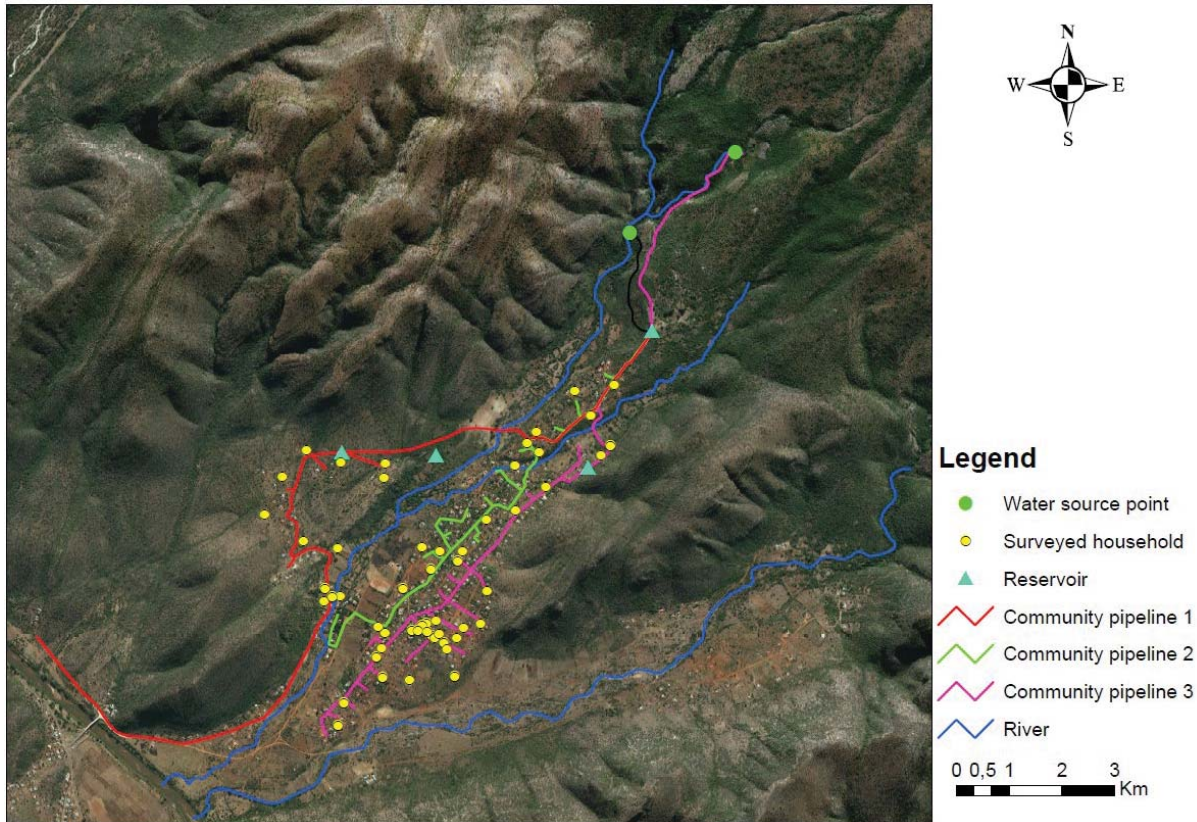 N
W E
S
Legend
Water source point
Surveyed household
Reservoir
Community pipeline 1
Community pipeline 2
Community pipeline 3
River
0 0,5 1 2 3
Km